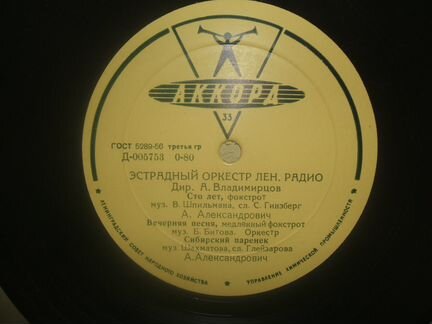 АККОРД
33
ГОСТ 5289-56 третья гр
Д-005753 0-80
ЭСТРАДНЫЙ ОРКЕСТР ЛЕН. РАДИО
Дир. А. Владимирцов
Сто лет, фокстрот
муз. В. Шпильмана, сл. С. Гинзберг
А. Александрович
Вечерняя песня, медленный фокстрот
муз. Б. Битова. Оркестр
Сибирский паренек
муз. Шахматова, сл. Глейзарова
А. Александрович
ЛЕНИНГРАДСКИЙ СОВЕТ НАРОДНОГО ХОЗЯЙСТВА ★ УПРАВЛЕНИЕ ХИМИЧЕСКОЙ ПРОМЫШЛЕННОСТИ